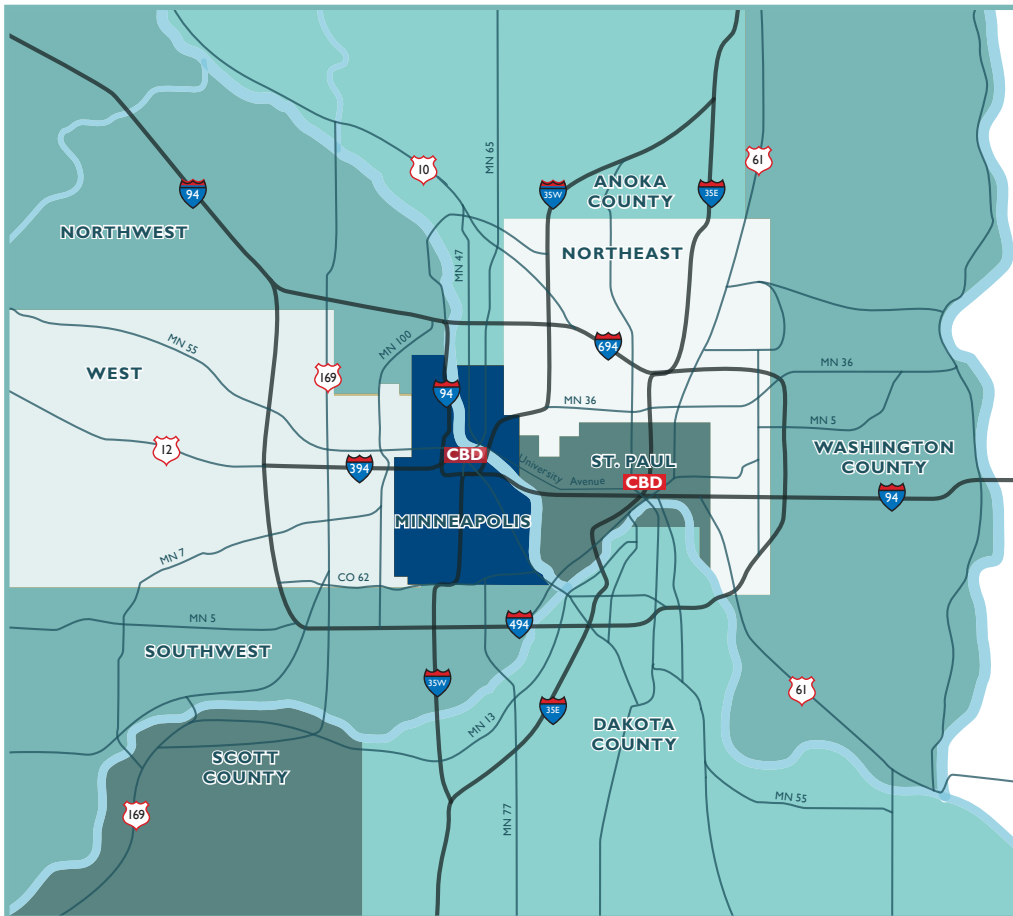 MN 65
61
10
94
35W
ANOKA
COUNTY
35E
NORTHWEST
NORTHEAST
MN 47
MN 55
MN 100
694
WEST
169
MN 36
94
MN 36
MN 5
12
394
CBD
University Avenue
ST. PAUL
CBD
WASHINGTON
COUNTY
94
MINNEAPOLIS
MN 7
CO 62
MN 5
494
SOUTHWEST
35W
61
35E
MN 13
DAKOTA
COUNTY
SCOTT
COUNTY
169
MN 77
MN 55